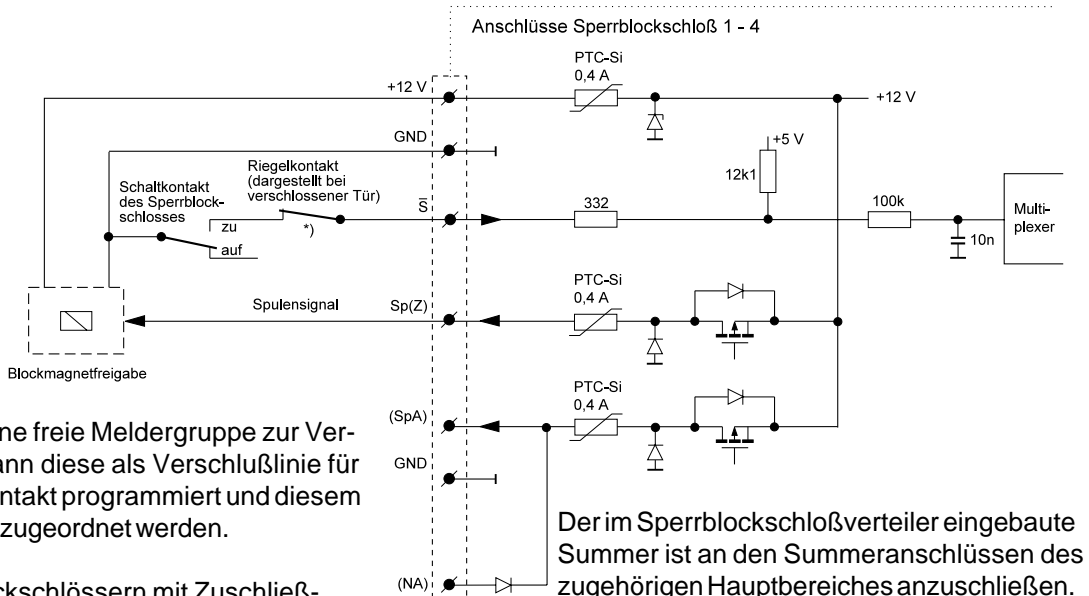 Anschlüsse Sperrblockschloß 1 - 4
PTC-Si
0,4 A
+12 V
+12 V
GND
+5 V
12k1
Riegelkontakt
(dargestellt bei
verschlossener Tür)
Schaltkontakt
des Sperrblock-
schlosses
zu
*)
auf
S̅
332
100k
10n
Multi-
plexer
PTC-Si
0,4 A
Spulensignal
Sp(Z)
Blockmagnetfreigabe
PTC-Si
0,4 A
(SpA)
GND
(NA)
ne freie Meldergruppe zur Ver-
ann diese als Verschlußlinie für
ntakt programmiert und diesem
zugeordnet werden.
ckschlössern mit Zuschließ-
Der im Sperrblockschloßverteiler eingebaute
Summer ist an den Summeranschlüssen des
zugehörigen Hauptbereiches anzuschließen.